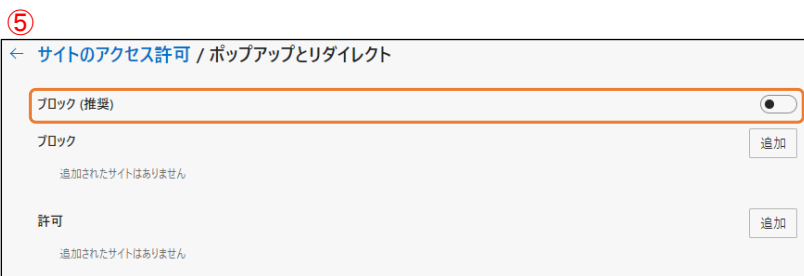 ⑤
← サイトのアクセス許可 / ポップアップとリダイレクト
ブロック (推奨)
ブロック 追加
追加されたサイトはありません
許可 追加
追加されたサイトはありません